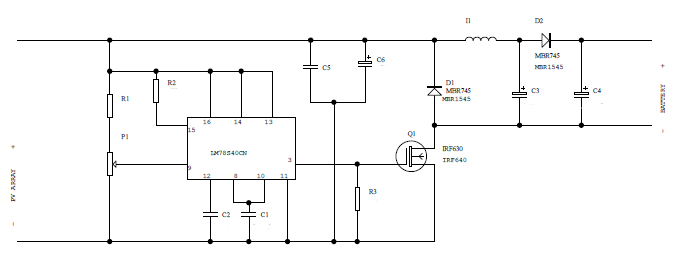 I1
D2
C5
+
C6
MBR745
MBR1545
+
R2
D1
MBR745
MBR1545
+
C3
+
C4
BATTERY
-
R1
16
14
13
15
Q1
P1
LM78S40CN
IRF630
IRF640
+
9
3
PV ARRAY
12
8
10
11
R3
C2
C1
-